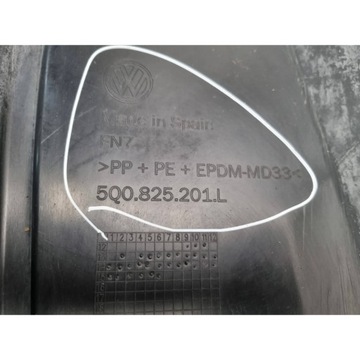 Made in Spain
>PP + PE + EPDM-MD33<
5Q0.825.201.L
1 2 3 4 5 6 7 8 9 10 11 12